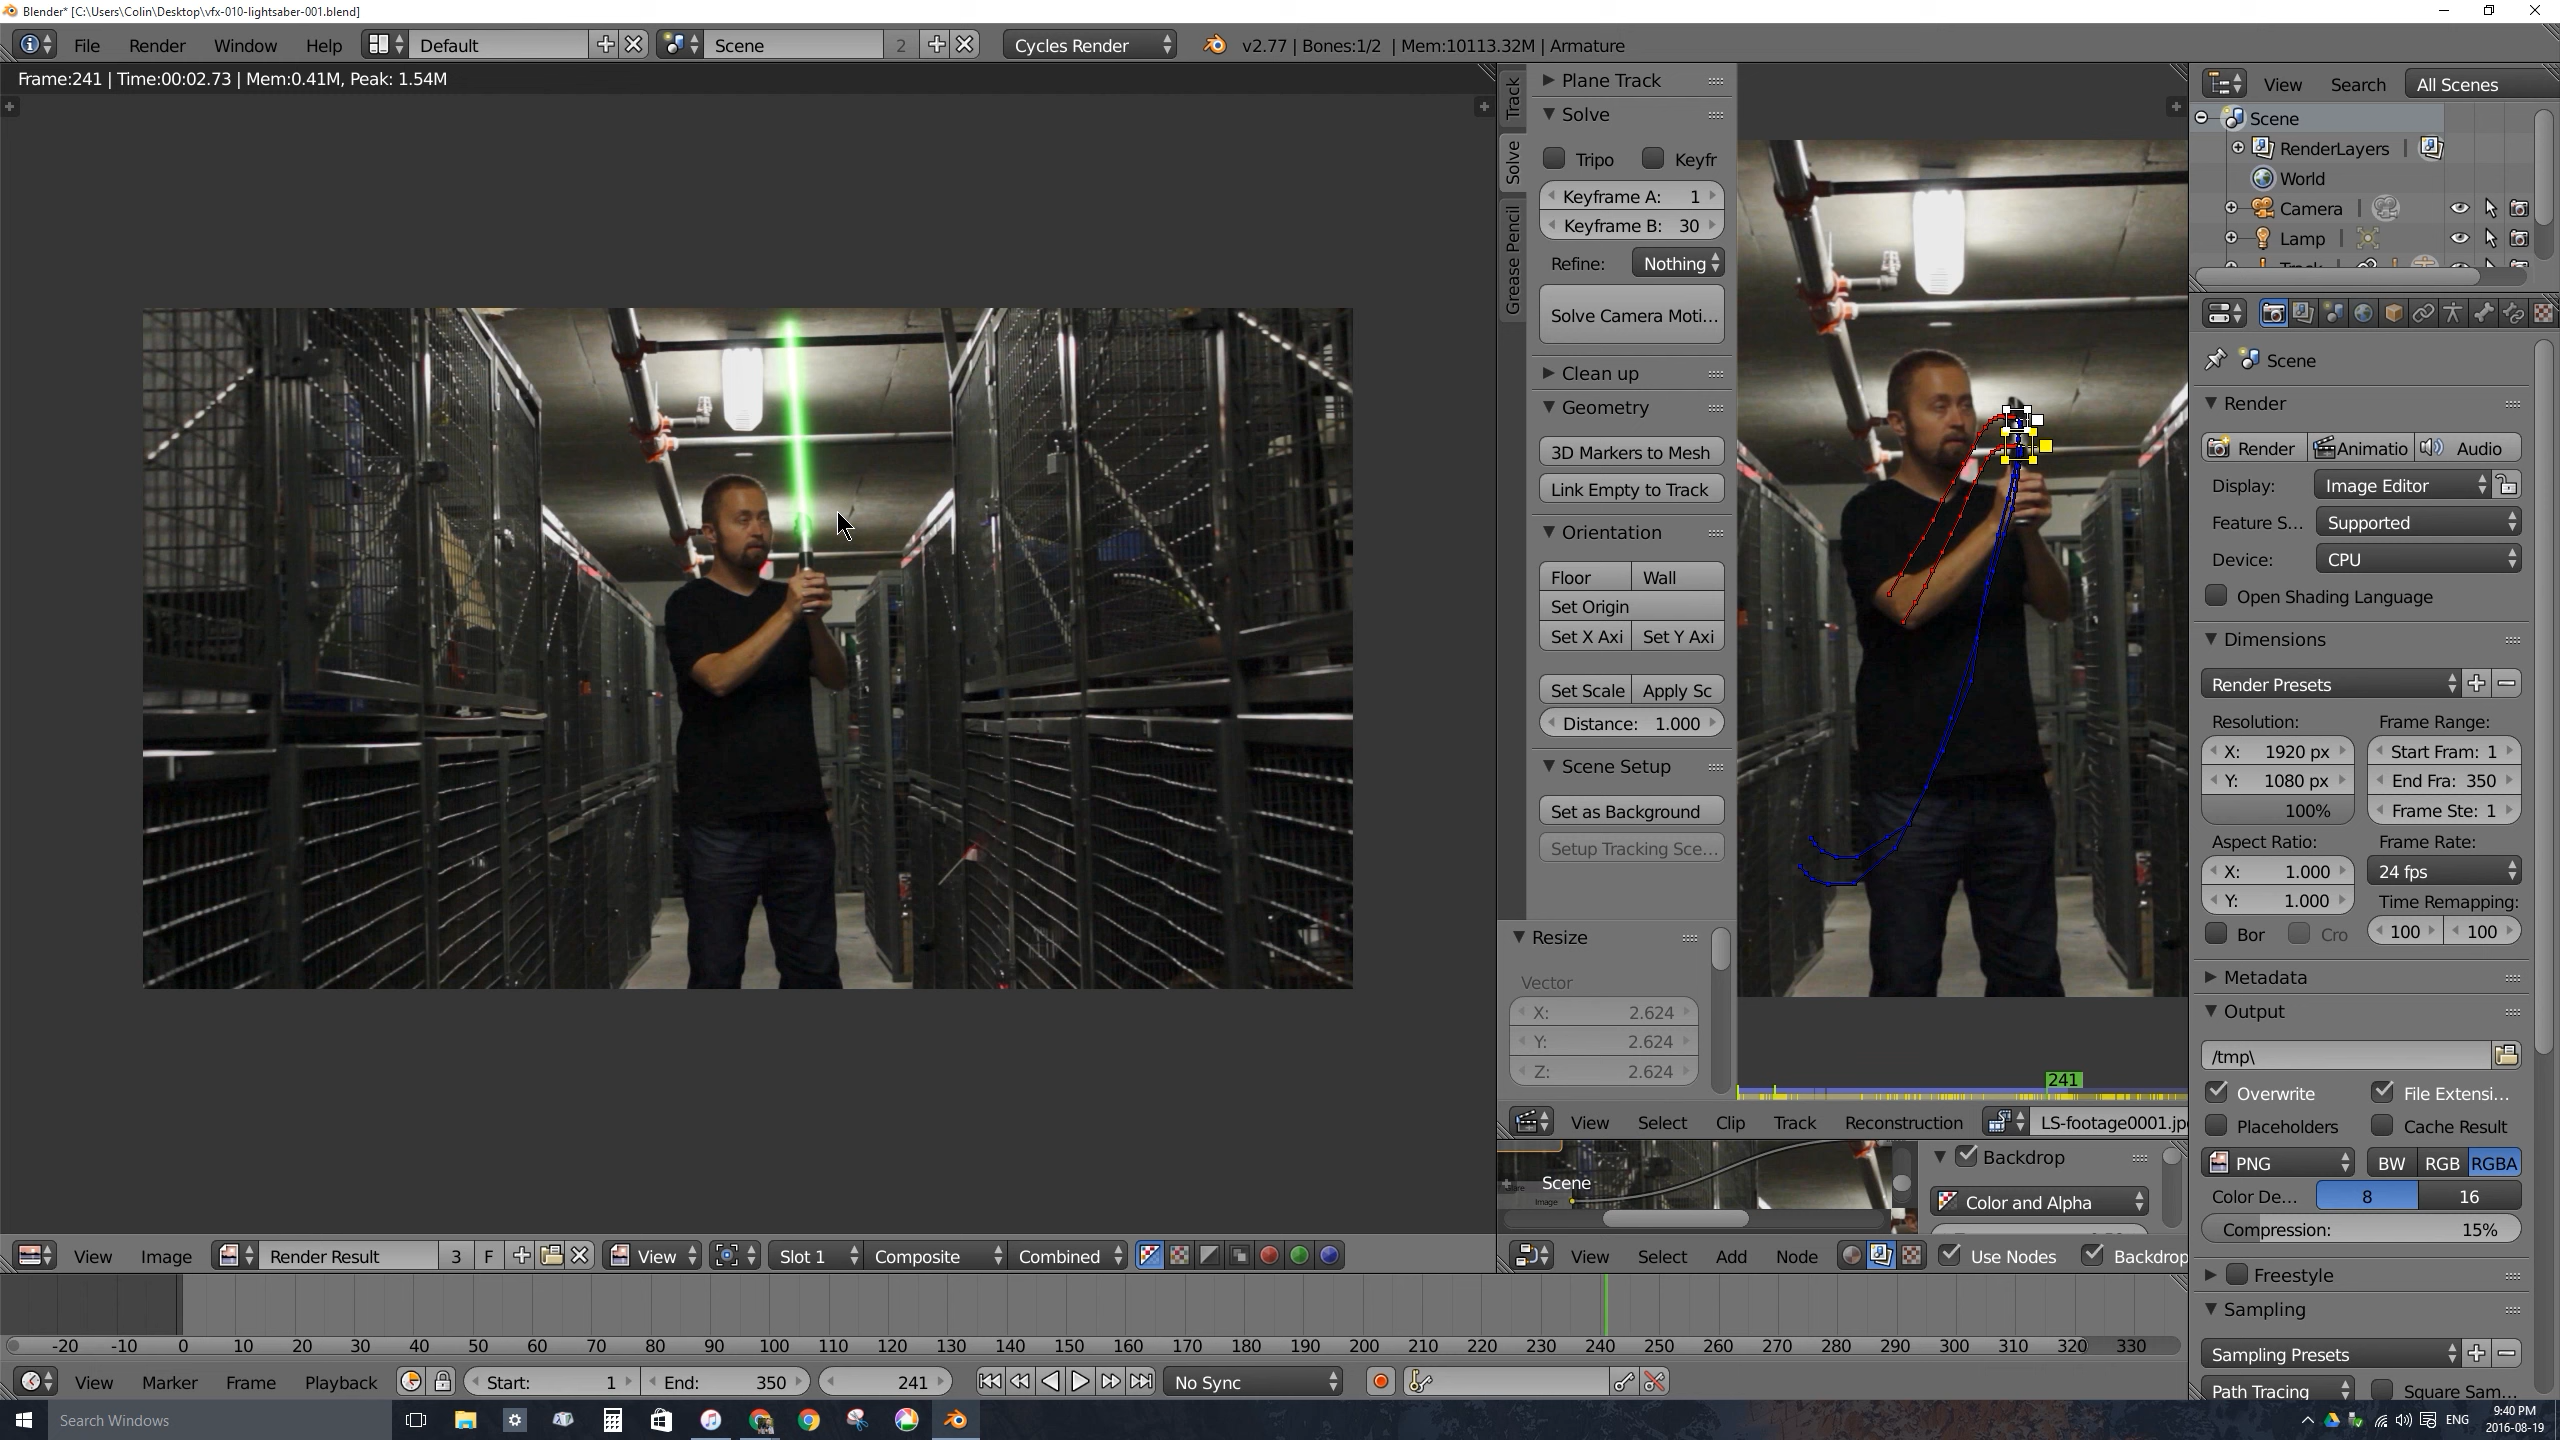 Blender* [C:\Users\Colin\Desktop\vfx-010-lightsaber-001.blend]
File Render Window Help Default Scene 2 Cycles Render v2.77 | Bones:1/2 | Mem:10113.32M | Armature
Frame:241 | Time:00:02.73 | Mem:0.41M, Peak: 1.54M
Track
Solve
Grease Pencil
Plane Track
Solve
Tripo Keyfr
Keyframe A: 1
Keyframe B: 30
Refine: Nothing
Solve Camera Moti...
Clean up
Geometry
3D Markers to Mesh
Link Empty to Track
Orientation
Floor Wall
Set Origin
Set X Axi Set Y Axi
Set Scale Apply Sc
Distance: 1.000
Scene Setup
Set as Background
Setup Tracking Sce...
Resize
Vector
X: 2.624
Y: 2.624
Z: 2.624
241
View Select Clip Track Reconstruction LS-footage0001.jp
Scene
Image
Backdrop
Color and Alpha
View Select Add Node Use Nodes Backdrop
View Search All Scenes
Scene
RenderLayers |
World
Camera |
Lamp |
Scene
Render
Render Animatio Audio
Display: Image Editor
Feature S... Supported
Device: CPU
Open Shading Language
Dimensions
Render Presets
Resolution: Frame Range:
X: 1920 px Start Fram: 1
Y: 1080 px End Fra: 350
100% Frame Ste: 1
Aspect Ratio: Frame Rate:
X: 1.000 24 fps
Y: 1.000 Time Remapping:
Bor Cro 100 100
Metadata
Output
/tmp\
Overwrite File Extensi...
Placeholders Cache Result
PNG BW RGB RGBA
Color De... 8 16
Compression: 15%
Freestyle
Sampling
Sampling Presets
Path Tracing Square Sam...
View Image Render Result 3 F View Slot 1 Composite Combined
-20 -10 0 10 20 30 40 50 60 70 80 90 100 110 120 130 140 150 160 170 180 190 200 210 220 230 240 250 260 270 280 290 300 310 320 330
View Marker Frame Playback Start: 1 End: 350 241 No Sync
Search Windows
ENG
9:40 PM
2016-08-19